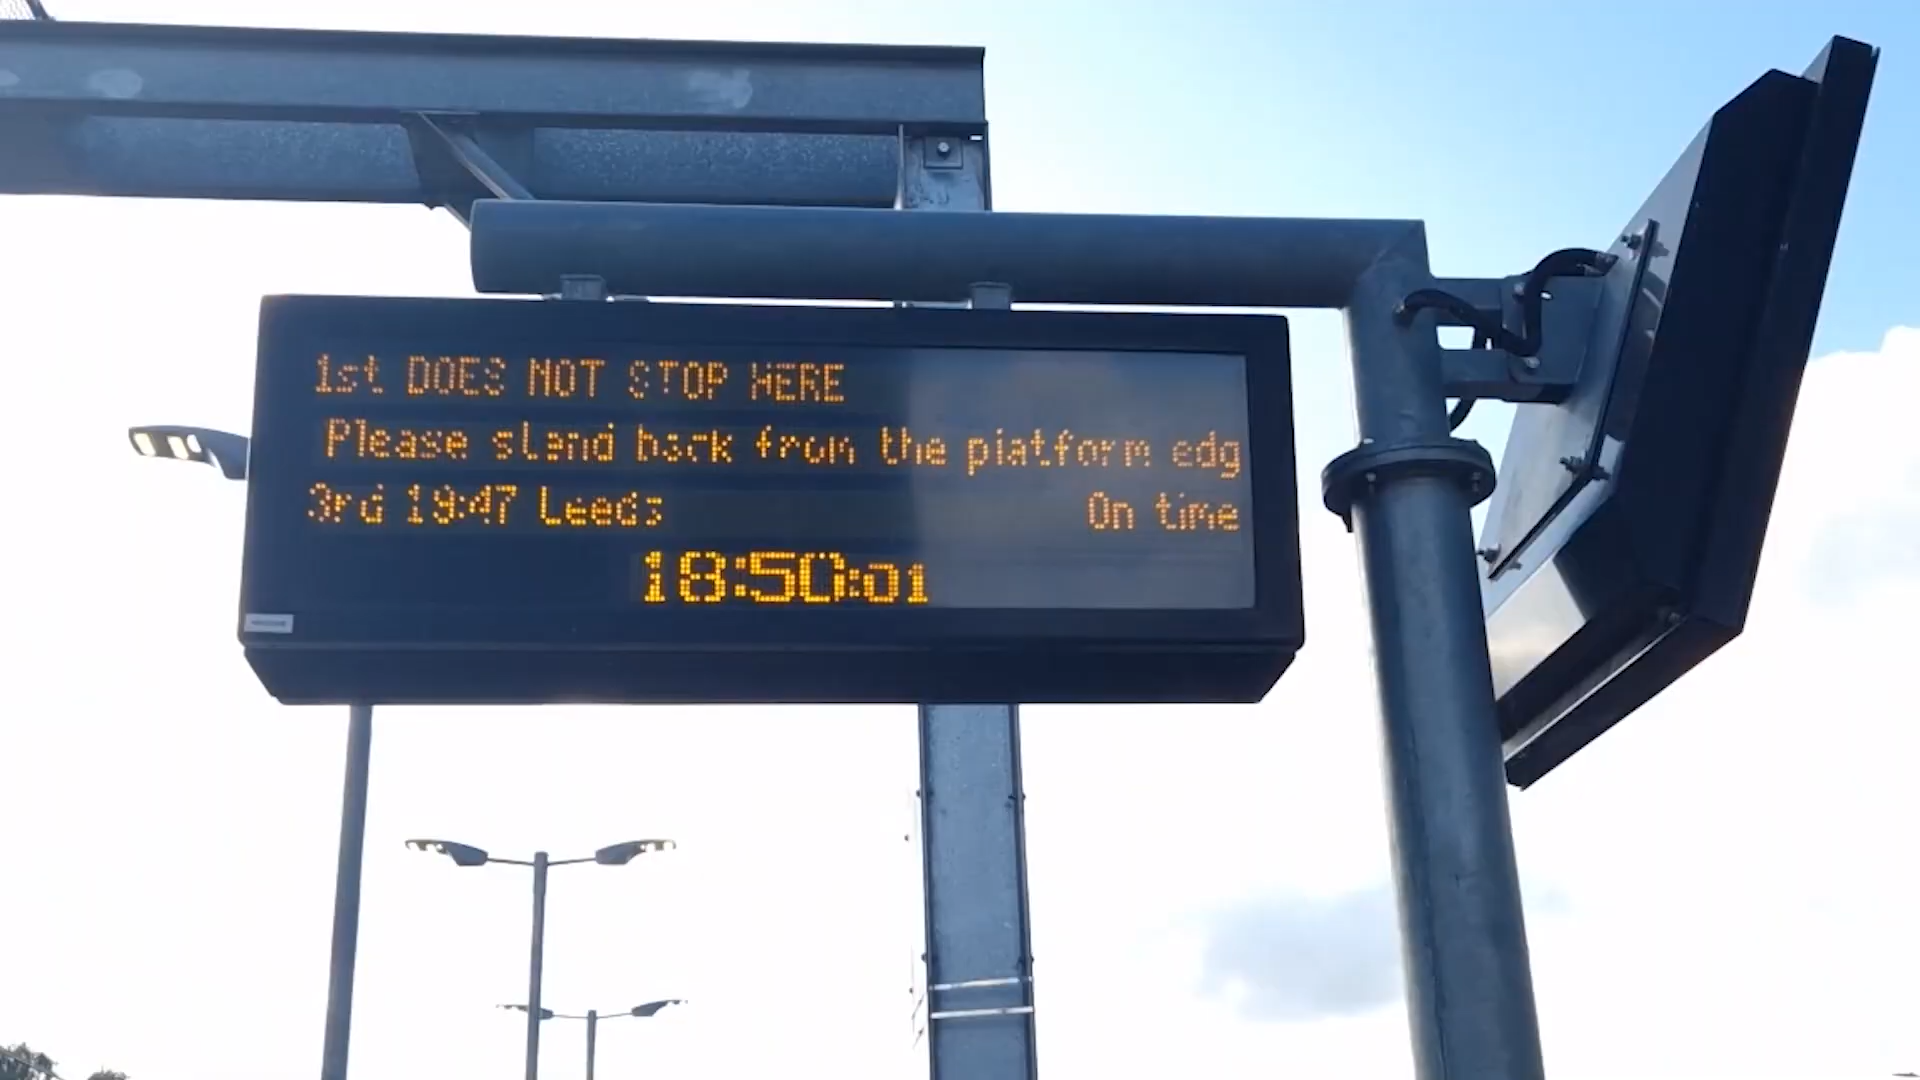 1st DOES NOT STOP HERE
Please stand back from the platform edg
3rd 19:47 Leeds On time
18:50:01